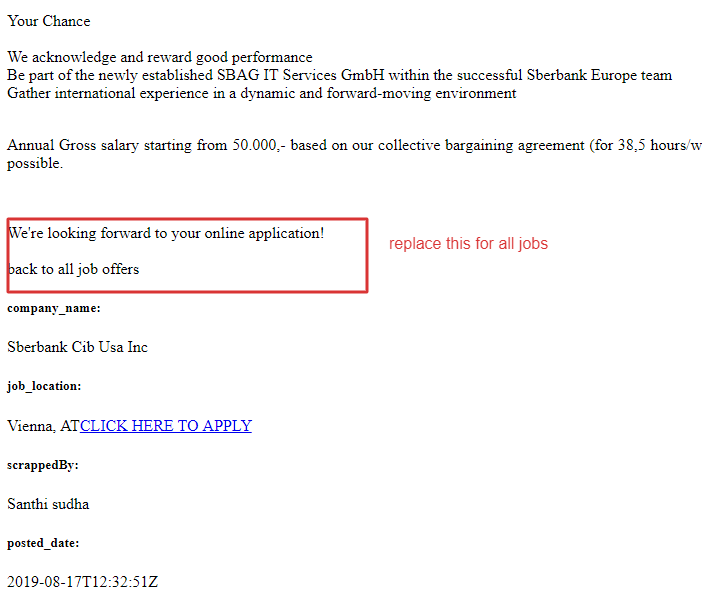 Your Chance
We acknowledge and reward good performance
Be part of the newly established SBAG IT Services GmbH within the successful Sberbank Europe team
Gather international experience in a dynamic and forward-moving environment
Annual Gross salary starting from 50.000,- based on our collective bargaining agreement (for 38,5 hours/w
possible.
We're looking forward to your online application!
replace this for all jobs
back to all job offers
company_name:
Sberbank Cib Usa Inc
job_location:
Vienna, ATCLICK HERE TO APPLY
scrappedBy:
Santhi sudha
posted_date:
2019-08-17T12:32:51Z